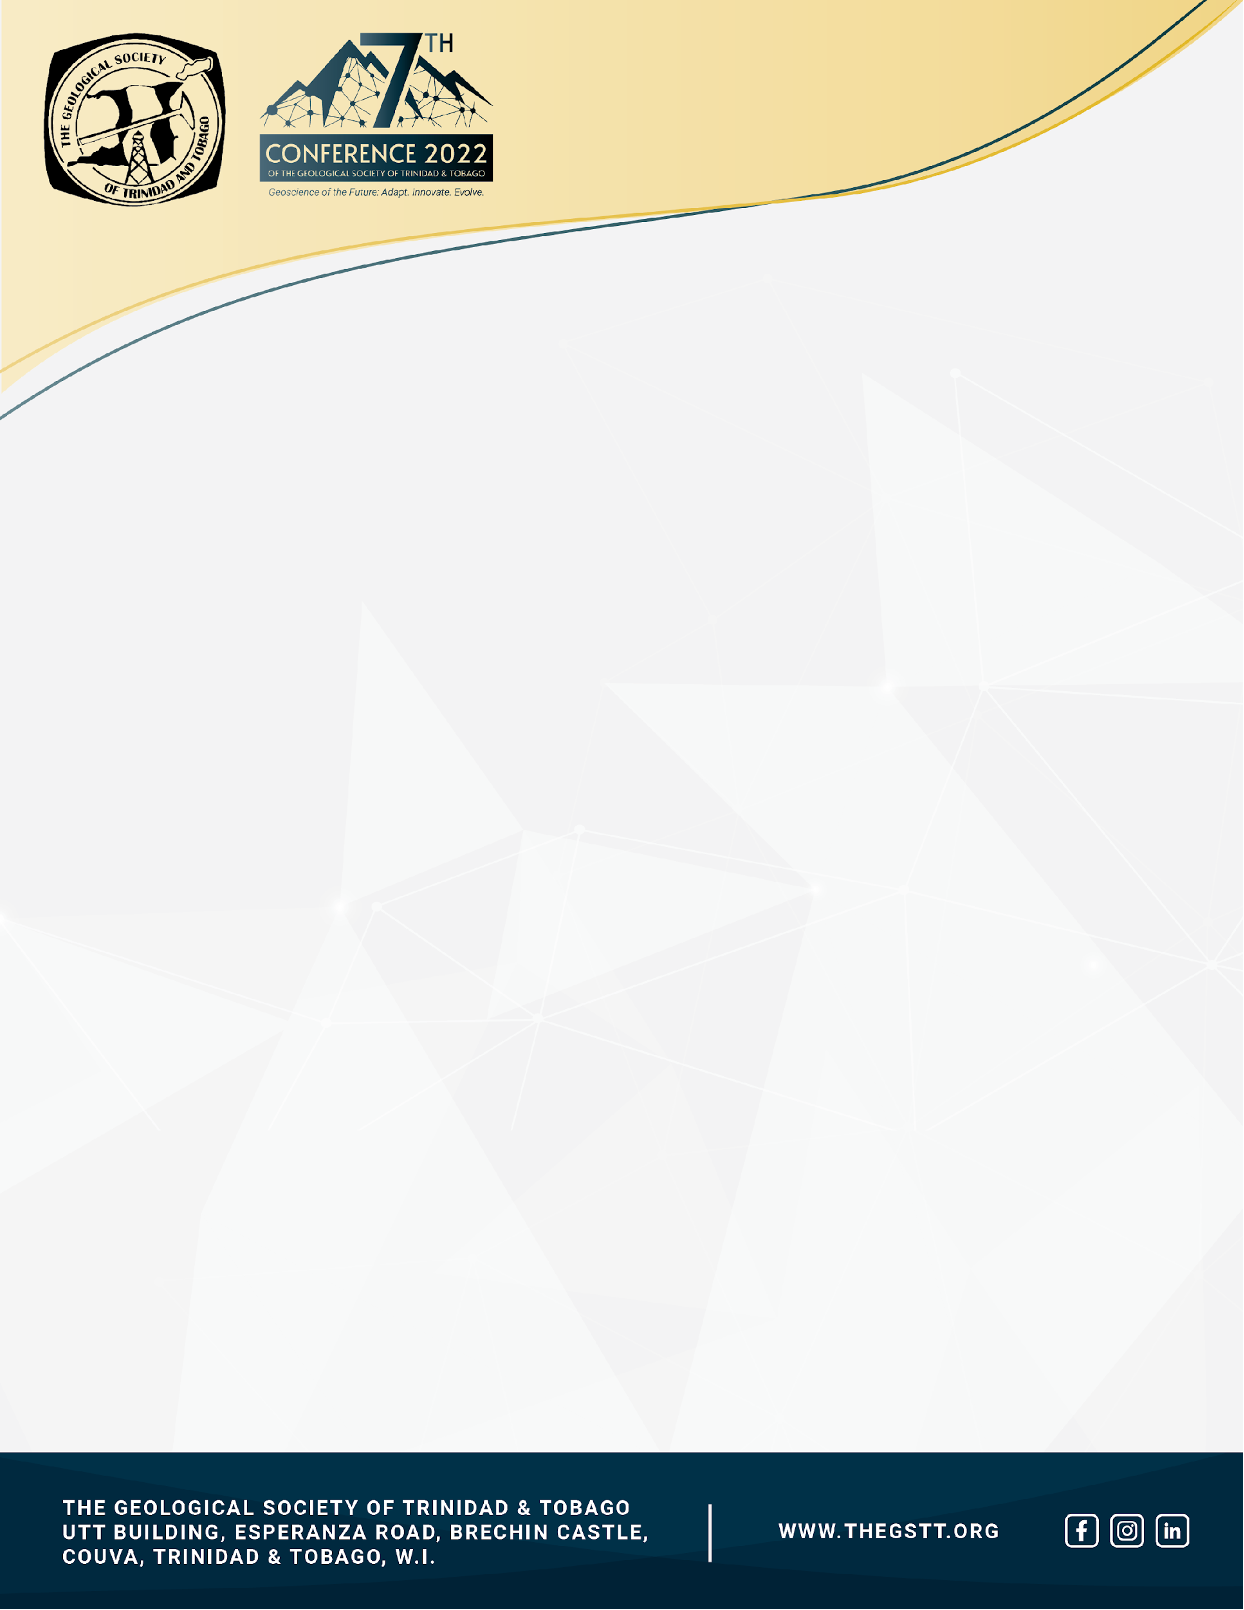 THE GEOLOGICAL SOCIETY
OF TRINIDAD AND TOBAGO
7TH
CONFERENCE 2022
OF THE GEOLOGICAL SOCIETY OF TRINIDAD & TOBAGO
Geoscience of the Future: Adapt. Innovate. Evolve.
THE GEOLOGICAL SOCIETY OF TRINIDAD & TOBAGO
UTT BUILDING, ESPERANZA ROAD, BRECHIN CASTLE,
COUVA, TRINIDAD & TOBAGO, W.I.
WWW.THEGSTT.ORG